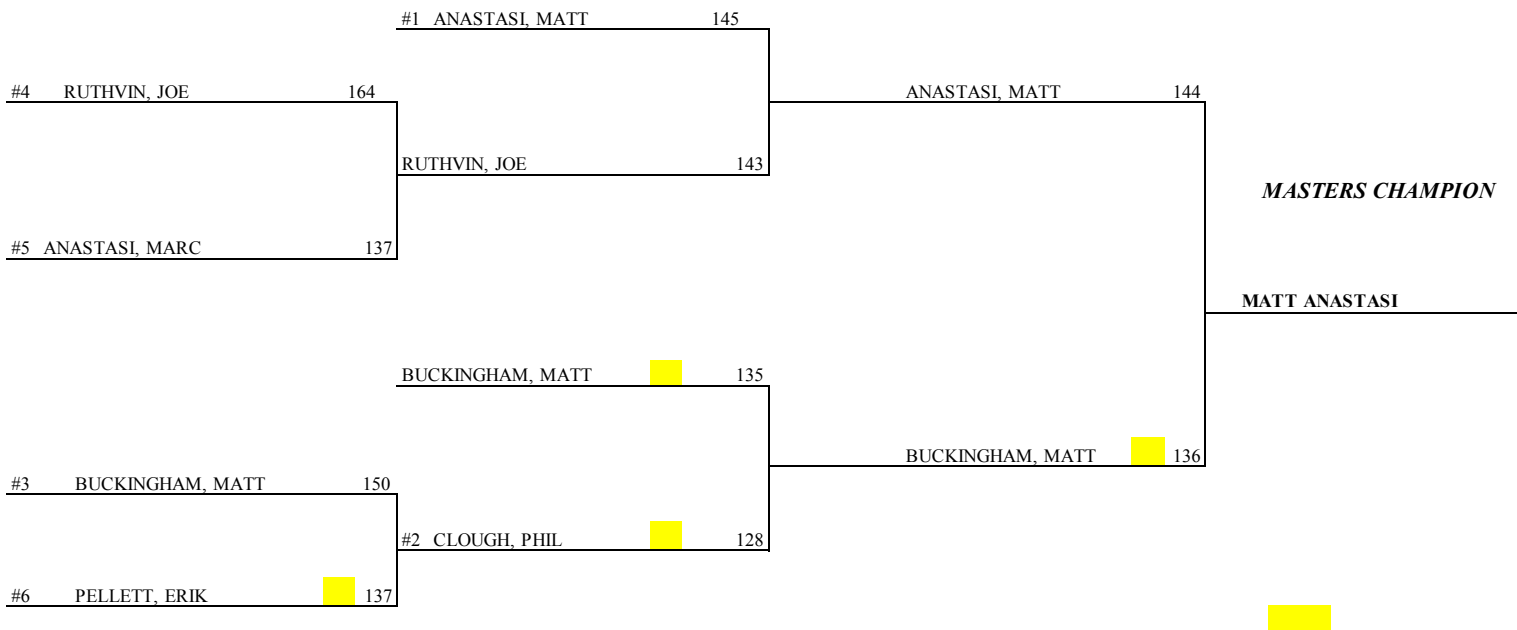 #1 ANASTASI, MATT 145
#4 RUTHVIN, JOE 164
ANASTASI, MATT 144
RUTHVIN, JOE 143
MASTERS CHAMPION
#5 ANASTASI, MARC 137
MATT ANASTASI
BUCKINGHAM, MATT 135
BUCKINGHAM, MATT 136
#3 BUCKINGHAM, MATT 150
#2 CLOUGH, PHIL 128
#6 PELLETT, ERIK 137